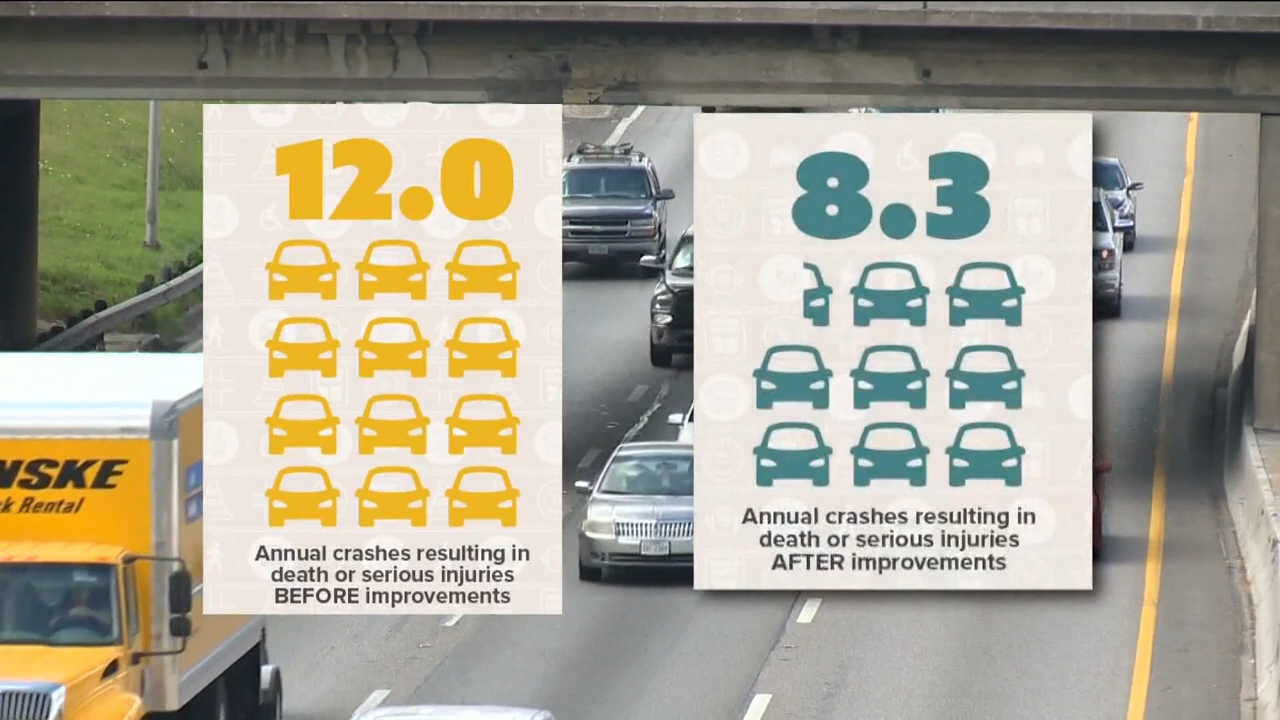 12.0
Annual crashes resulting in
death or serious injuries
BEFORE improvements
8.3
Annual crashes resulting in
death or serious injuries
AFTER improvements
NSKE
k Rental